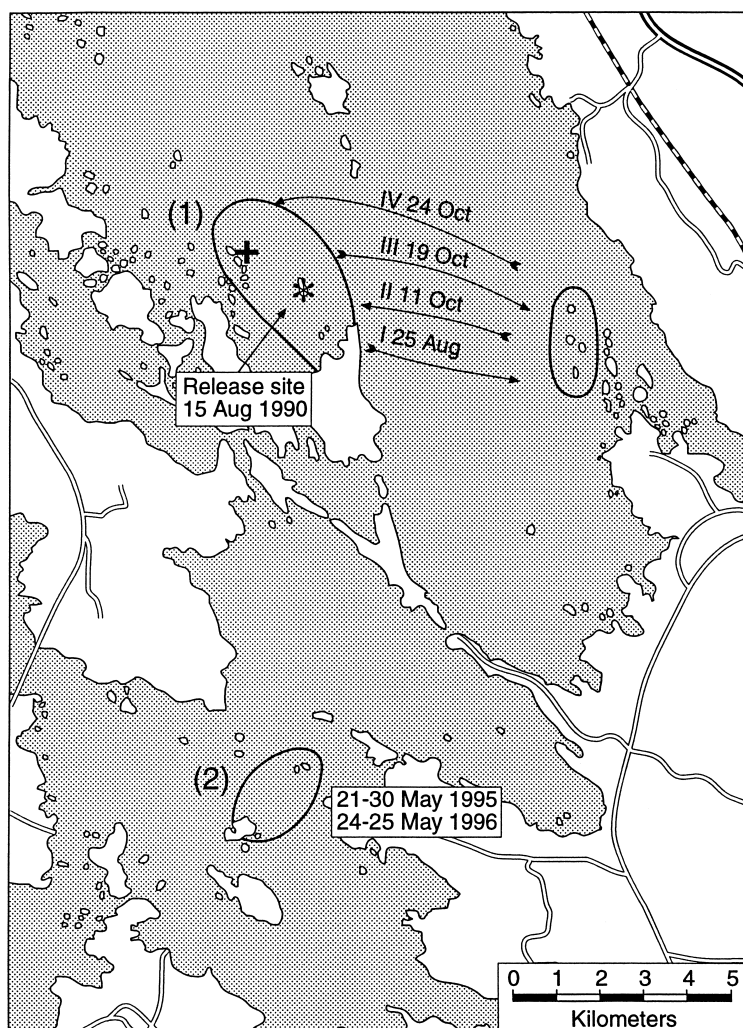 (1)
IV 24 Oct
III 19 Oct
II 11 Oct
I 25 Aug
Release site
15 Aug 1990
(2)
21-30 May 1995
24-25 May 1996
0 1 2 3 4 5
Kilometers